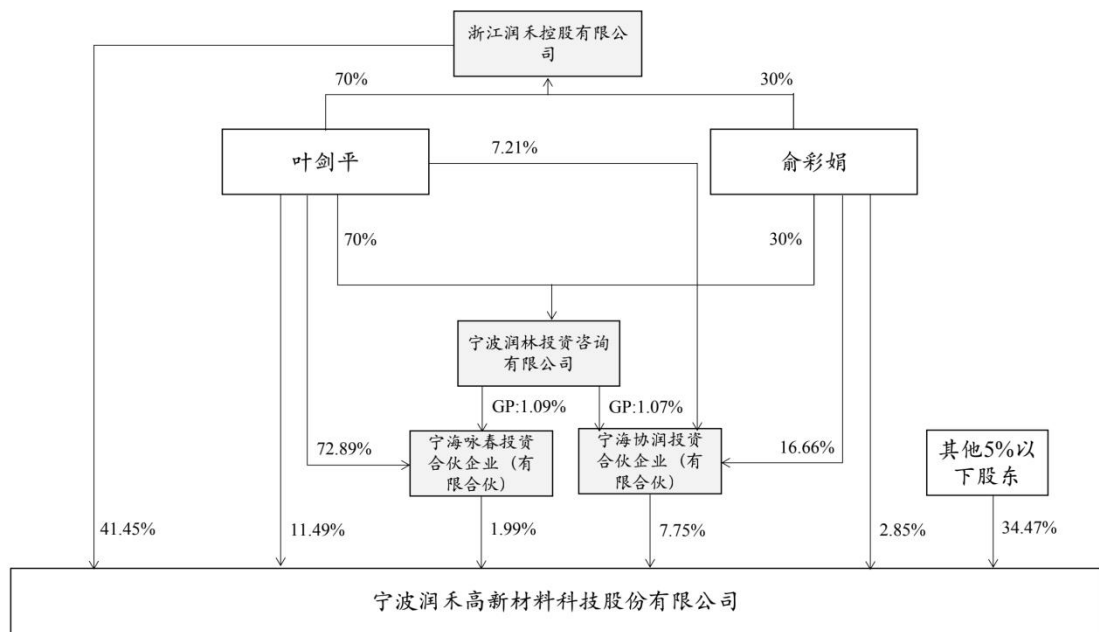 浙江润禾控股有限公
司
70%
30%
叶剑平
7.21%
俞彩娟
70%
30%
宁波润林投资咨询
有限公司
GP:1.09%
GP:1.07%
72.89%
宁海咏春投资
合伙企业（有
限合伙）
宁海协润投资
合伙企业（有
限合伙）
16.66%
其他5%以
下股东
41.45%
11.49%
1.99%
7.75%
2.85%
34.47%
宁波润禾高新材料科技股份有限公司